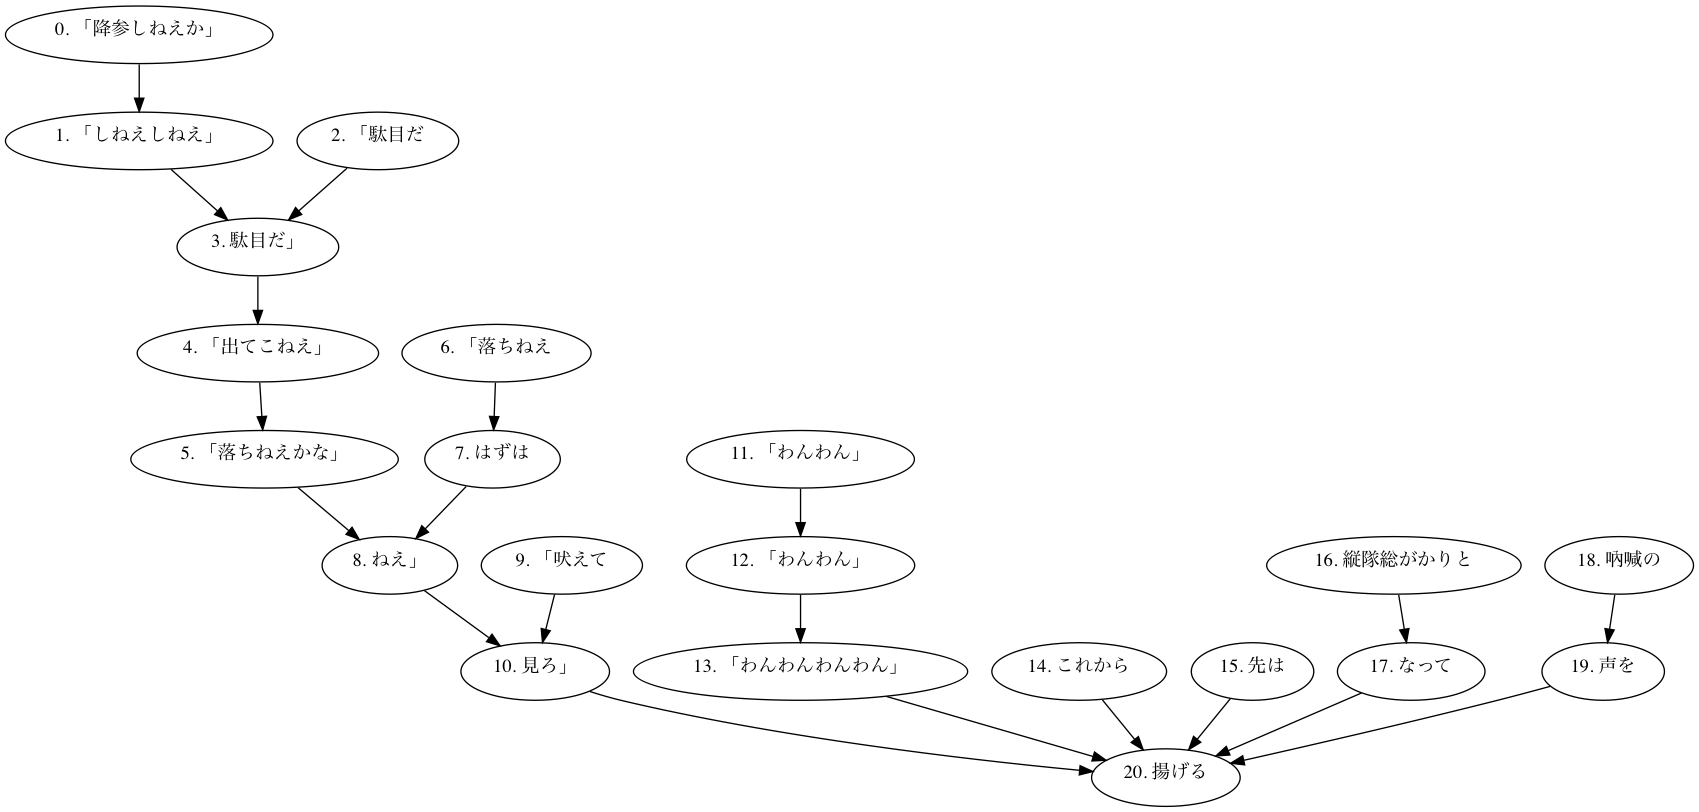 0. 「降参しねえか」
1. 「しねえしねえ」
2. 「駄目だ
3. 駄目だ」
4. 「出てこねえ」
5. 「落ちねえかな」
6. 「落ちねえ
7. はずは
8. ねえ」
9. 「吠えて
10. 見ろ」
11. 「わんわん」
12. 「わんわん」
13. 「わんわんわんわん」
14. これから
15. 先は
16. 縦隊総がかりと
17. なって
18. 吶喊の
19. 声を
20. 揚げる